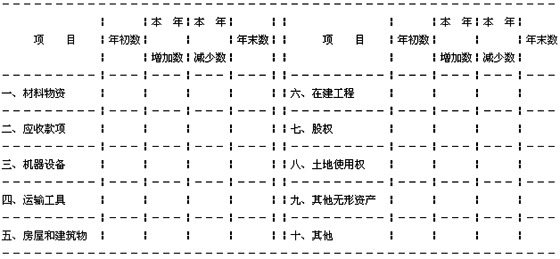 本 年 本 年 本 年 本 年
项 目 年初数 年末数 项 目 年初数 年末数
增加数 减少数 增加数 减少数
一、材料物资 六、在建工程
二、应收款项 七、股权
三、机器设备 八、土地使用权
四、运输工具 九、其他无形资产
五、房屋和建筑物 十、其他